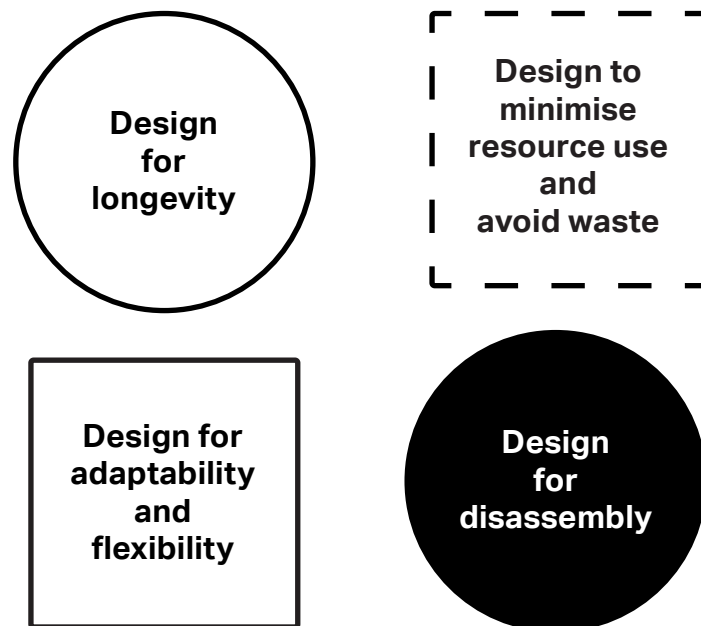 Design
for
longevity
Design to
minimise
resource use
and
avoid waste
Design for
adaptability
and
flexibility
Design
for
disassembly